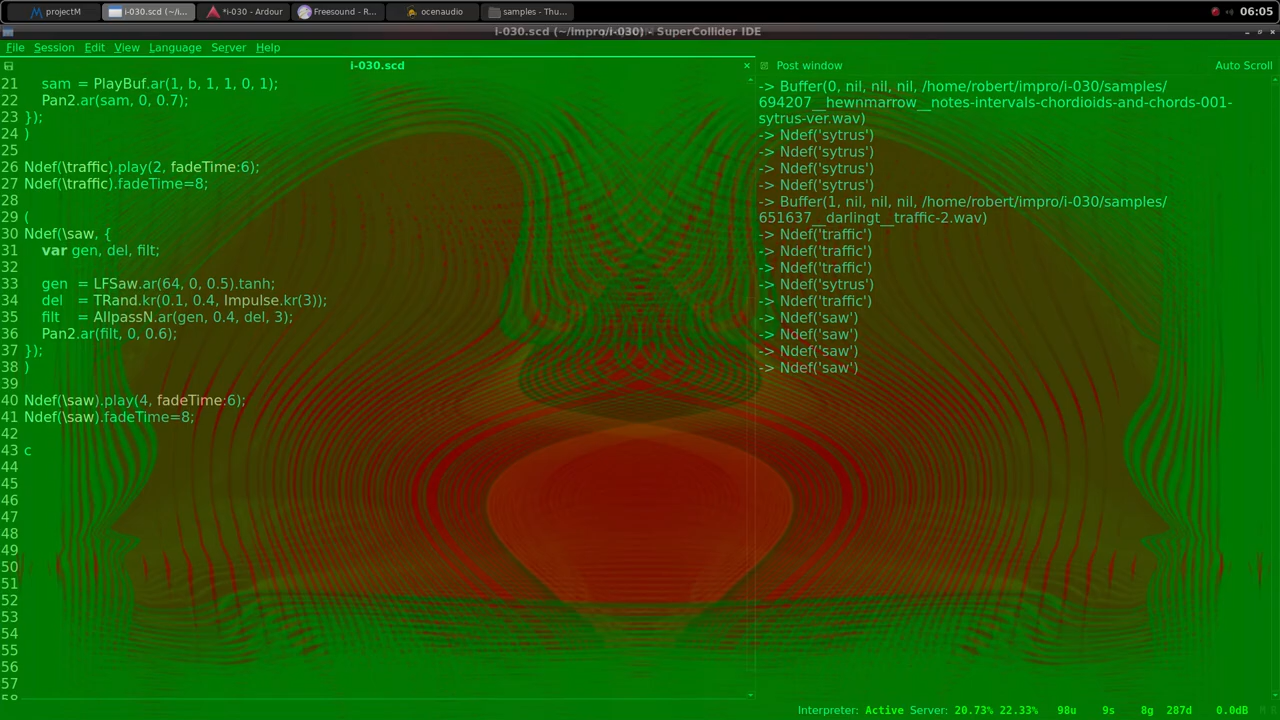 projectM
i-030.scd (~/i...
*i-030 - Ardour
Freesound - R...
ocenaudio
samples - Thu...
06:05
i-030.scd (~/impro/i-030) - SuperCollider IDE
File Session Edit View Language Server Help
i-030.scd
Post window
Auto Scroll
21 sam = PlayBuf.ar(1, b, 1, 1, 0, 1);
22 Pan2.ar(sam, 0, 0.7);
23 });
24 )
25
26 Ndef(\traffic).play(2, fadeTime:6);
27 Ndef(\traffic).fadeTime=8;
28
29 (
30 Ndef(\saw, {
31 var gen, del, filt;
32
33 gen = LFSaw.ar(64, 0, 0.5).tanh;
34 del = TRand.kr(0.1, 0.4, Impulse.kr(3));
35 filt = AllpassN.ar(gen, 0.4, del, 3);
36 Pan2.ar(filt, 0, 0.6);
37 });
38 )
39
40 Ndef(\saw).play(4, fadeTime:6);
41 Ndef(\saw).fadeTime=8;
42
43 c
44
45
46
47
48
49
50
51
52
53
54
55
56
57
58
-> Buffer(0, nil, nil, nil, /home/robert/impro/i-030/samples/
694207__hewnmarrow__notes-intervals-chordioids-and-chords-001-
sytrus-ver.wav)
-> Ndef('sytrus')
-> Ndef('sytrus')
-> Ndef('sytrus')
-> Ndef('sytrus')
-> Buffer(1, nil, nil, nil, /home/robert/impro/i-030/samples/
651637__darlingt__traffic-2.wav)
-> Ndef('traffic')
-> Ndef('traffic')
-> Ndef('traffic')
-> Ndef('sytrus')
-> Ndef('traffic')
-> Ndef('saw')
-> Ndef('saw')
-> Ndef('saw')
-> Ndef('saw')
Interpreter: Active Server: 20.73% 22.33% 98u 9s 8g 287d 0.0dB M R